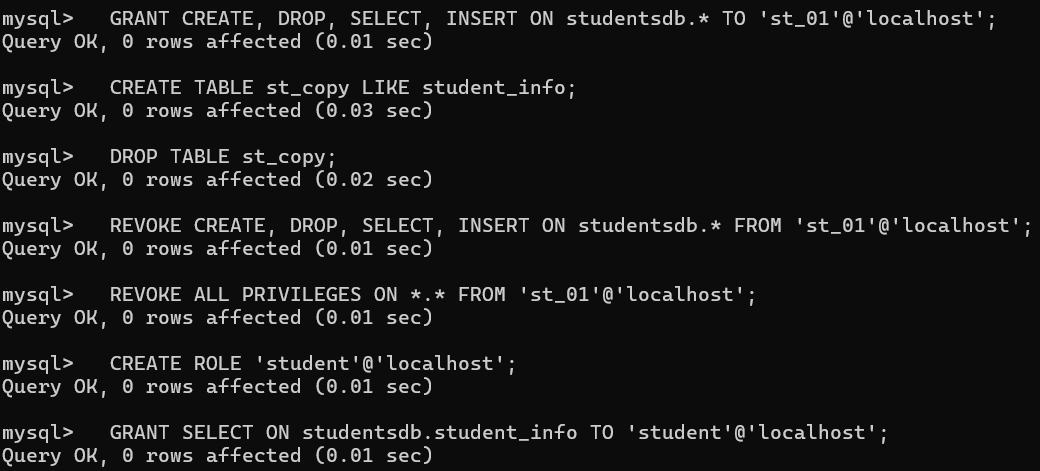 mysql>   GRANT CREATE, DROP, SELECT, INSERT ON studentsdb.* TO 'st_01'@'localhost';
Query OK, 0 rows affected (0.01 sec)
mysql>   CREATE TABLE st_copy LIKE student_info;
Query OK, 0 rows affected (0.03 sec)
mysql>   DROP TABLE st_copy;
Query OK, 0 rows affected (0.02 sec)
mysql>   REVOKE CREATE, DROP, SELECT, INSERT ON studentsdb.* FROM 'st_01'@'localhost';
Query OK, 0 rows affected (0.01 sec)
mysql>   REVOKE ALL PRIVILEGES ON *.* FROM 'st_01'@'localhost';
Query OK, 0 rows affected (0.01 sec)
mysql>   CREATE ROLE 'student'@'localhost';
Query OK, 0 rows affected (0.01 sec)
mysql>   GRANT SELECT ON studentsdb.student_info TO 'student'@'localhost';
Query OK, 0 rows affected (0.01 sec)